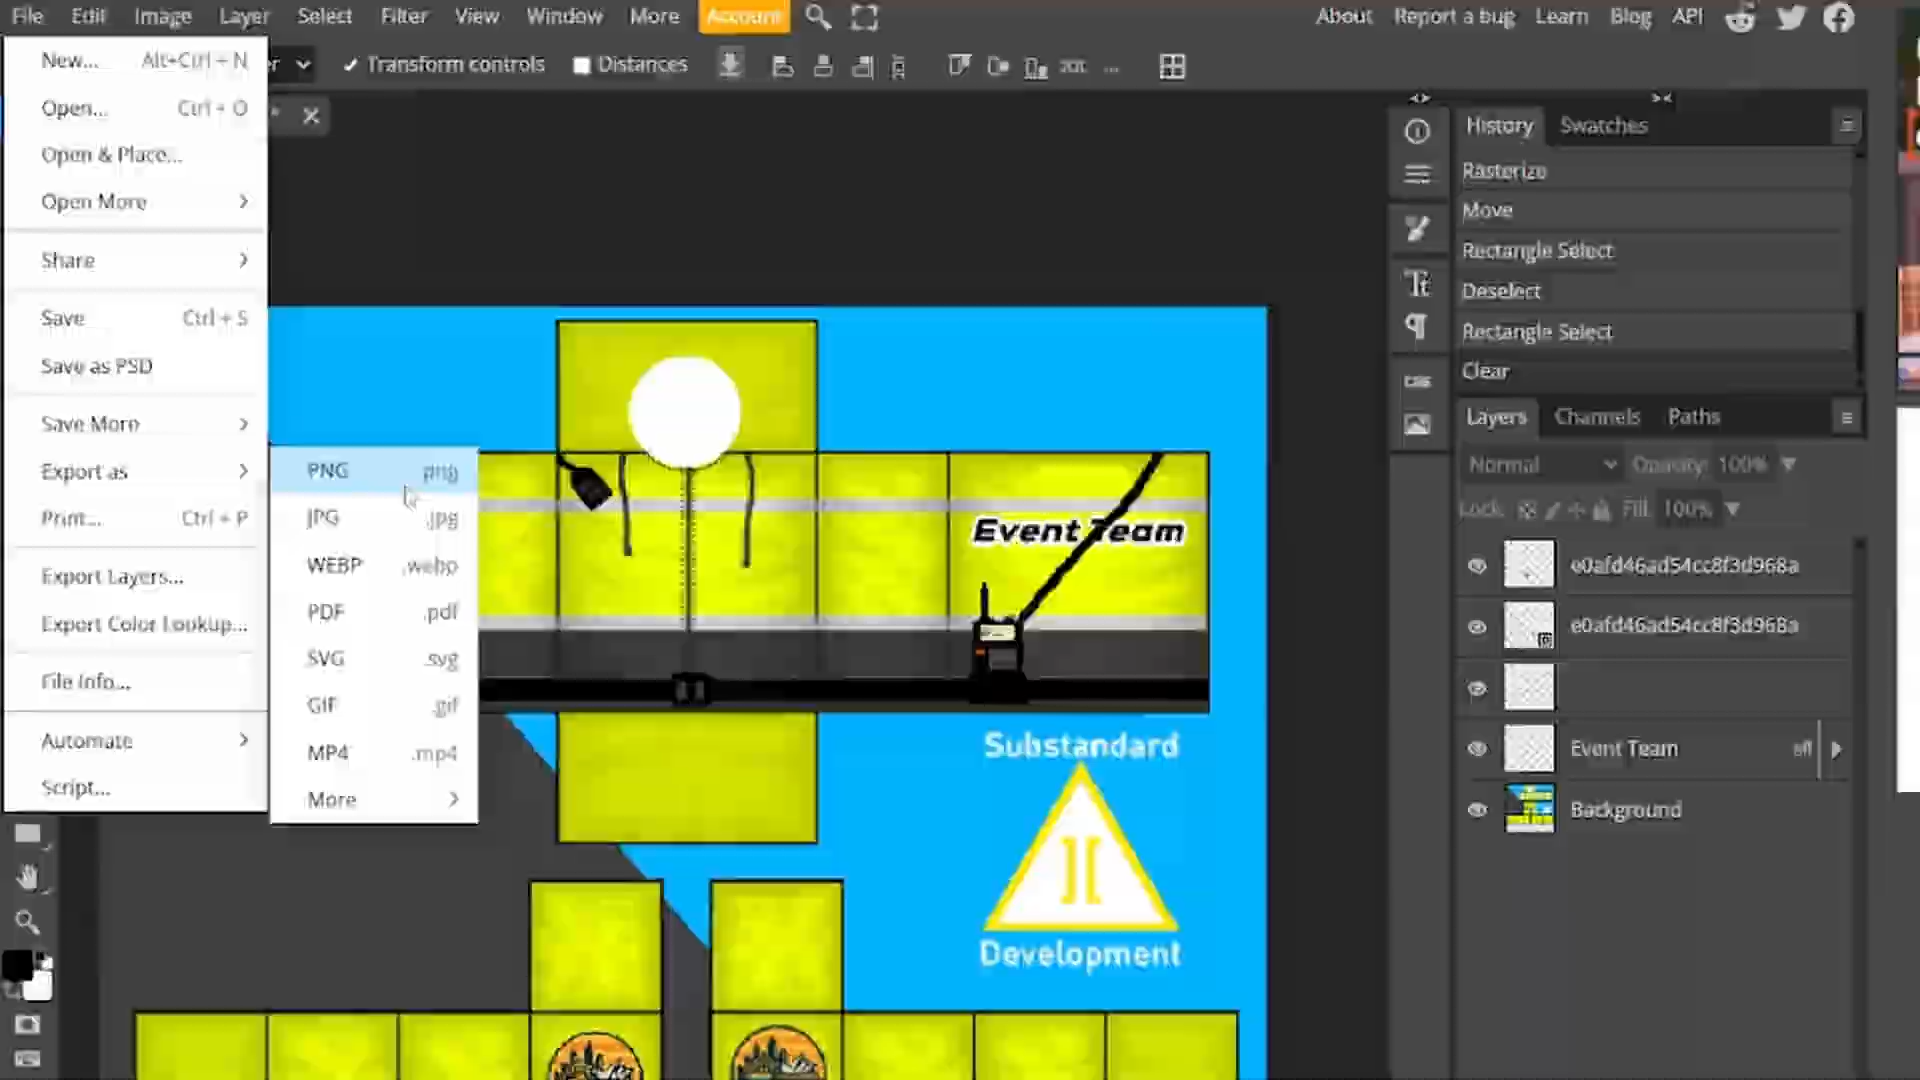 File Edit Image Layer Select Filter View Window More Account
About Report a bug Learn Blog API
New... Alt+Ctrl + N
Open... Ctrl + O
Open & Place...
Open More
Share
Save Ctrl + S
Save as PSD
Save More
Export as
Print... Ctrl + P
Export Layers...
Export Color Lookup...
File Info...
Automate
Script...
PNG .png
JPG .jpg
WEBP .webp
PDF .pdf
SVG .svg
GIF .gif
MP4 .mp4
More
Transform controls Distances
Event Team
Substandard
][
Development
History Swatches
Rasterize
Move
Rectangle Select
Deselect
Rectangle Select
Clear
CSS
Layers Channels Paths
Normal Opacity: 100%
Lock: Fill: 100%
e0afd46ad54cc8f3d968a
e0afd46ad54cc8f3d968a
Event Team eff
Background